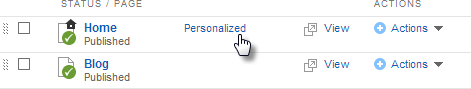 STATUS / PAGE ACTIONS
Home Personalized View Actions
Published
Blog View Actions
Published